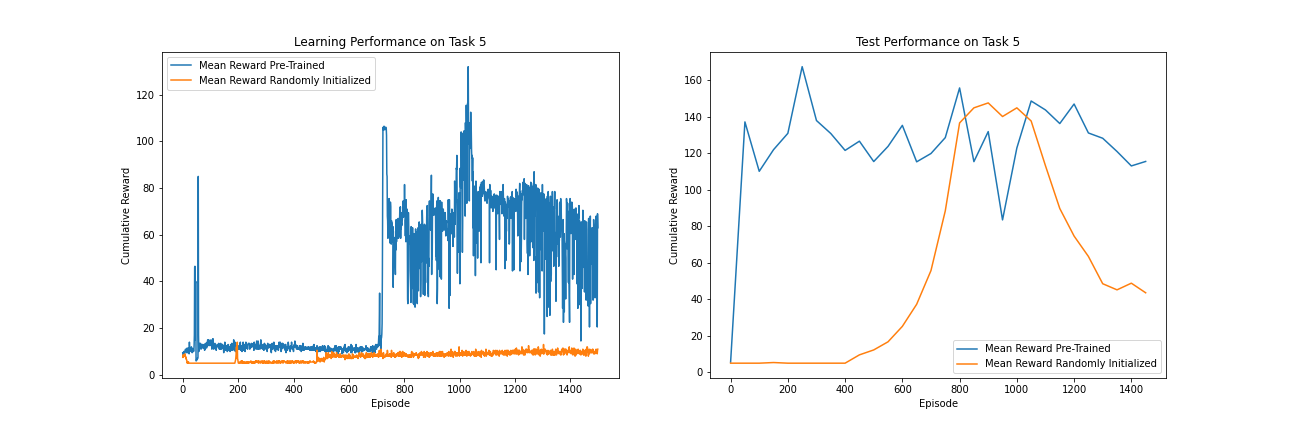 Learning Performance on Task 5
Mean Reward Pre-Trained
Mean Reward Randomly Initialized
Cumulative Reward
120
100
80
60
40
20
0
0 200 400 600 800 1000 1200 1400
Episode
Test Performance on Task 5
Cumulative Reward
160
140
120
100
80
60
40
20
0
Mean Reward Pre-Trained
Mean Reward Randomly Initialized
0 200 400 600 800 1000 1200 1400
Episode